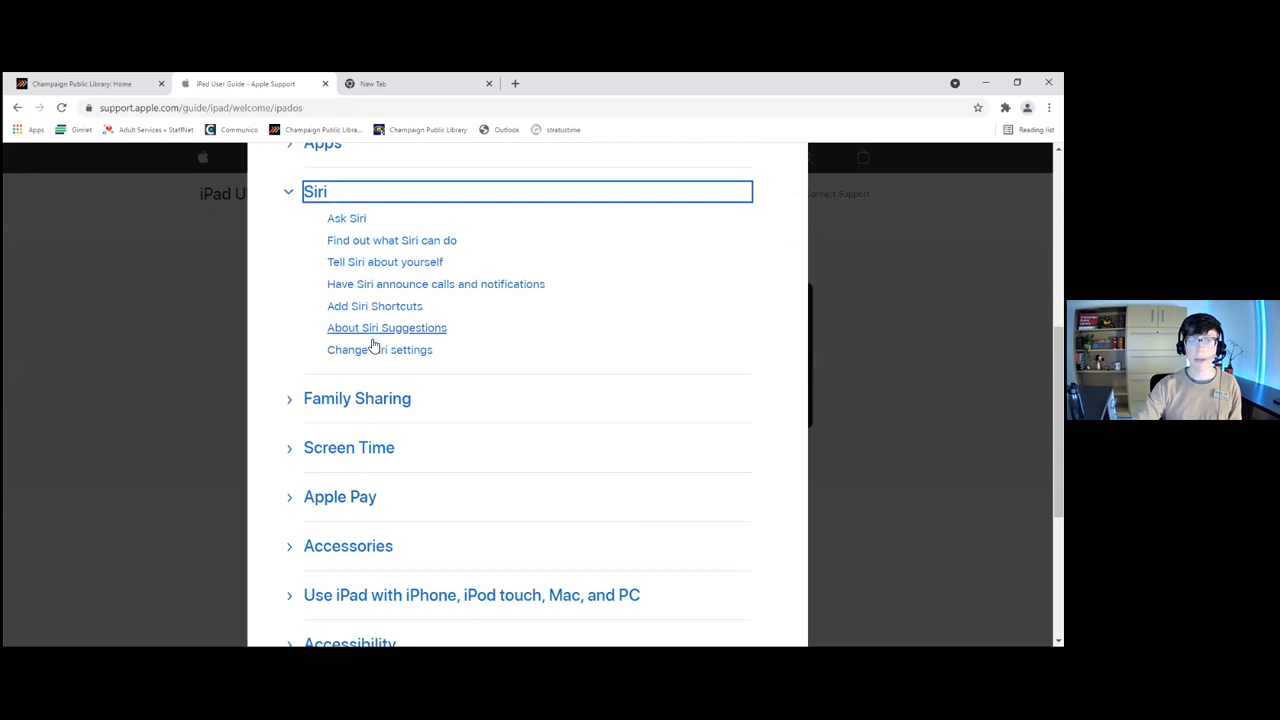 Champaign Public Library: Home
iPad User Guide - Apple Support
New Tab
support.apple.com/guide/ipad/welcome/ipados
Apps
Gimlet
Adult Services « StaffNet
Communico
Champaign Public Libra...
Champaign Public Library
Outlook
stratustime
Reading list
iPad U
Contact Support
Apps
Siri
Ask Siri
Find out what Siri can do
Tell Siri about yourself
Have Siri announce calls and notifications
Add Siri Shortcuts
About Siri Suggestions
Change iri settings
Family Sharing
Screen Time
Apple Pay
Accessories
Use iPad with iPhone, iPod touch, Mac, and PC
Accessibility